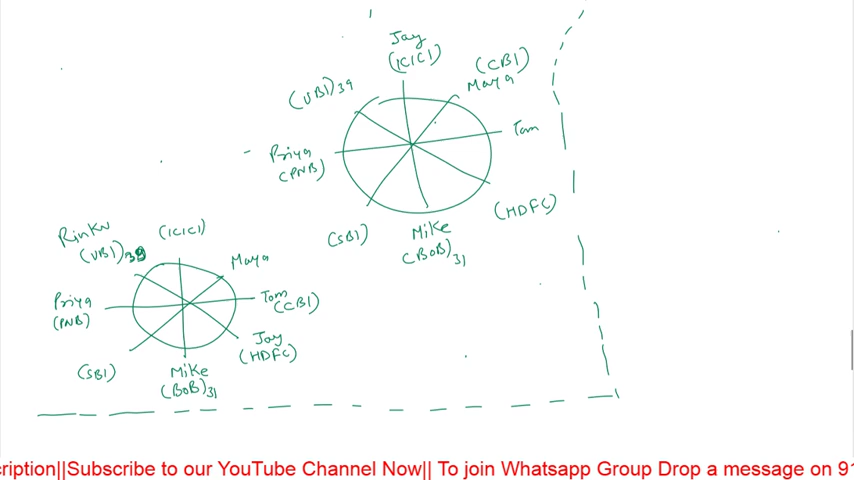 Jay
(ICICI)
(CBI)
Maya
(UBI) 39
Tom
Priya
(PNB)
(HDFC)
(SBI)
Mike
(BOB) 31
Rinku
(UBI)
(ICICI)
Maya
Priya
(PNB)
Tom
(CBI)
Jay
(HDFC)
(SBI)
Mike
(BOB) 31
cription||Subscribe to our YouTube Channel Now|| To join Whatsapp Group Drop a message on 91